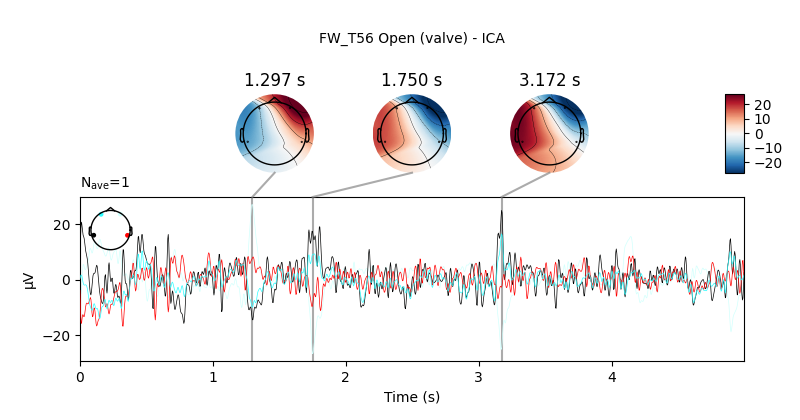 FW_T56 Open (valve) - ICA
1.297 s
1.750 s
3.172 s
20
10
0
−10
−20
Nave=1
20
0
−20
µV
0
1
2
3
4
Time (s)